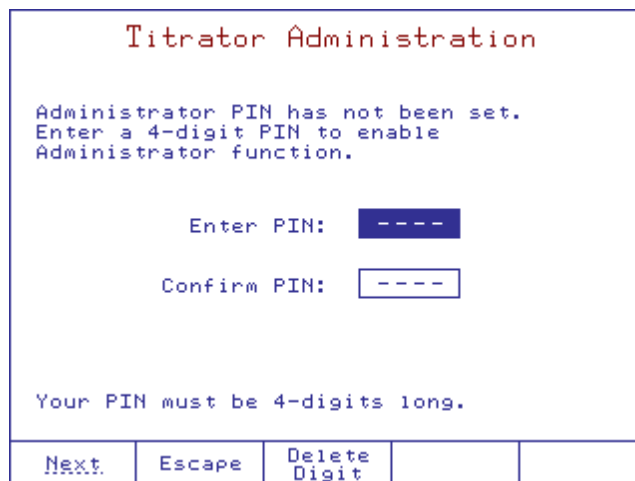 Titrator Administration
Administrator PIN has not been set.
Enter a 4-digit PIN to enable
Administrator function.
Enter PIN: ----
Confirm PIN: ----
Your PIN must be 4-digits long.
Next Escape Delete
Digit